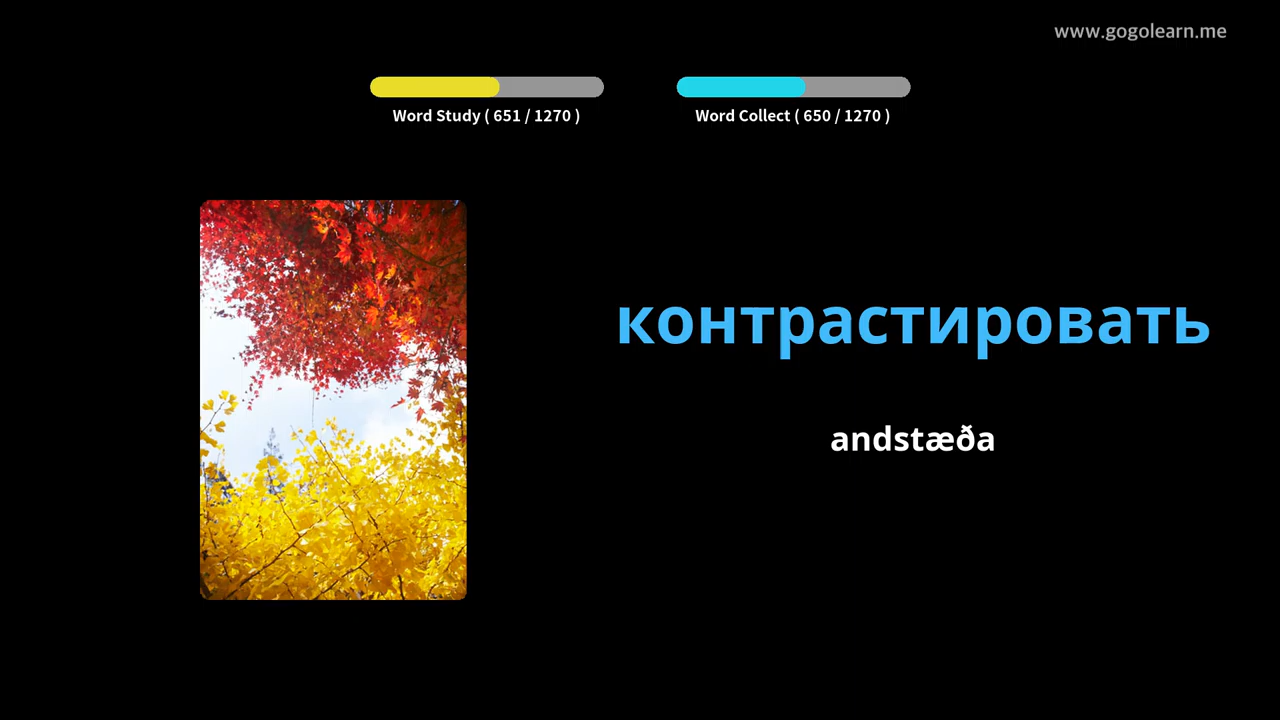 www.gogolearn.me
Word Study ( 651 / 1270 )
Word Collect ( 650 / 1270 )
контрастировать
andstæða